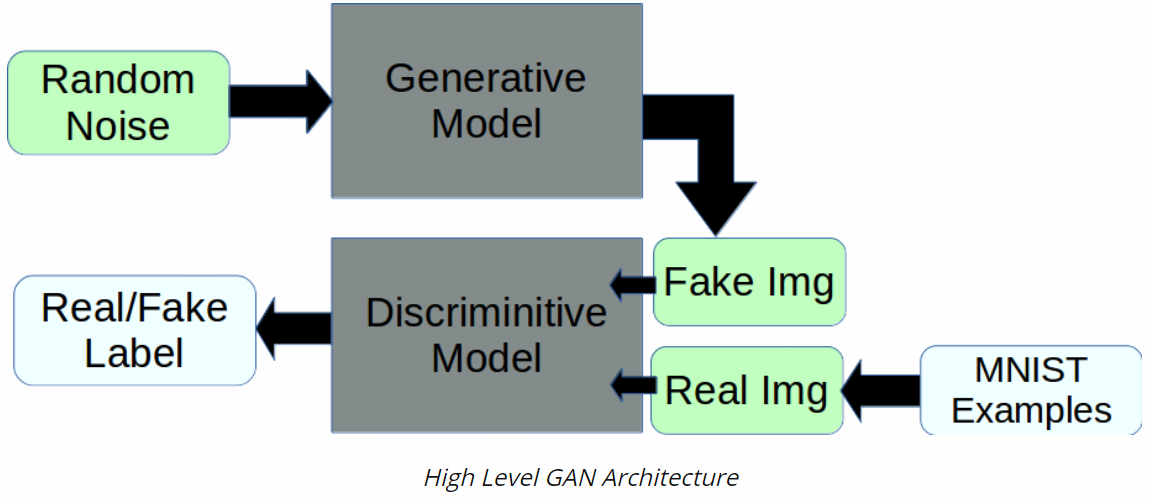 Random
Noise
Generative
Model
Fake Img
Real/Fake
Label
Discriminitive
Model
Real Img
MNIST
Examples
High Level GAN Architecture